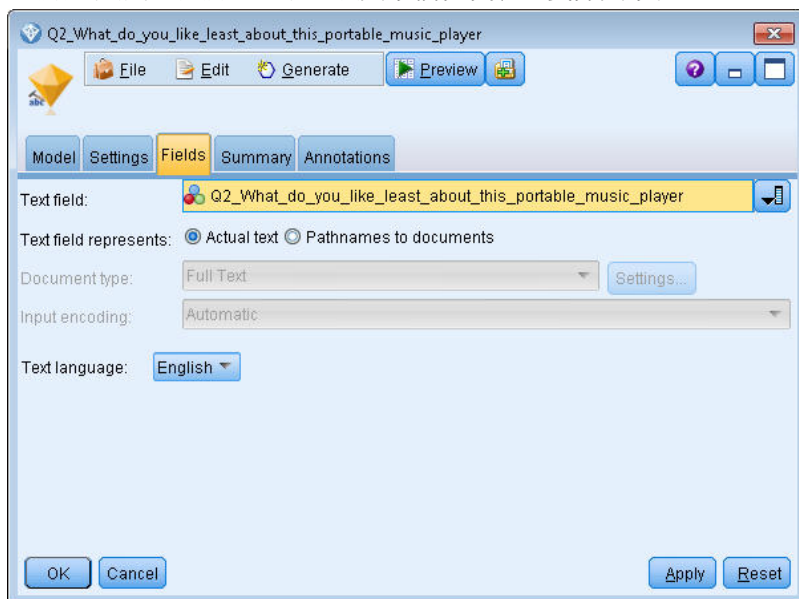 Q2_What_do_you_like_least_about_this_portable_music_player
File Edit Generate Preview
abc
Model Settings Fields Summary Annotations
Text field: Q2_What_do_you_like_least_about_this_portable_music_player
Text field represents: Actual text Pathnames to documents
Document type: Full Text Settings...
Input encoding: Automatic
Text language: English
OK Cancel Apply Reset